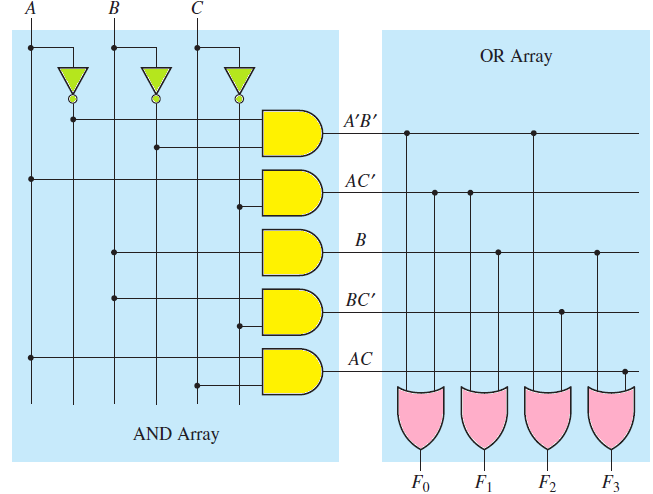 A B C
OR Array
A′B′
AC′
B
BC′
AC
AND Array
F0 F1 F2 F3